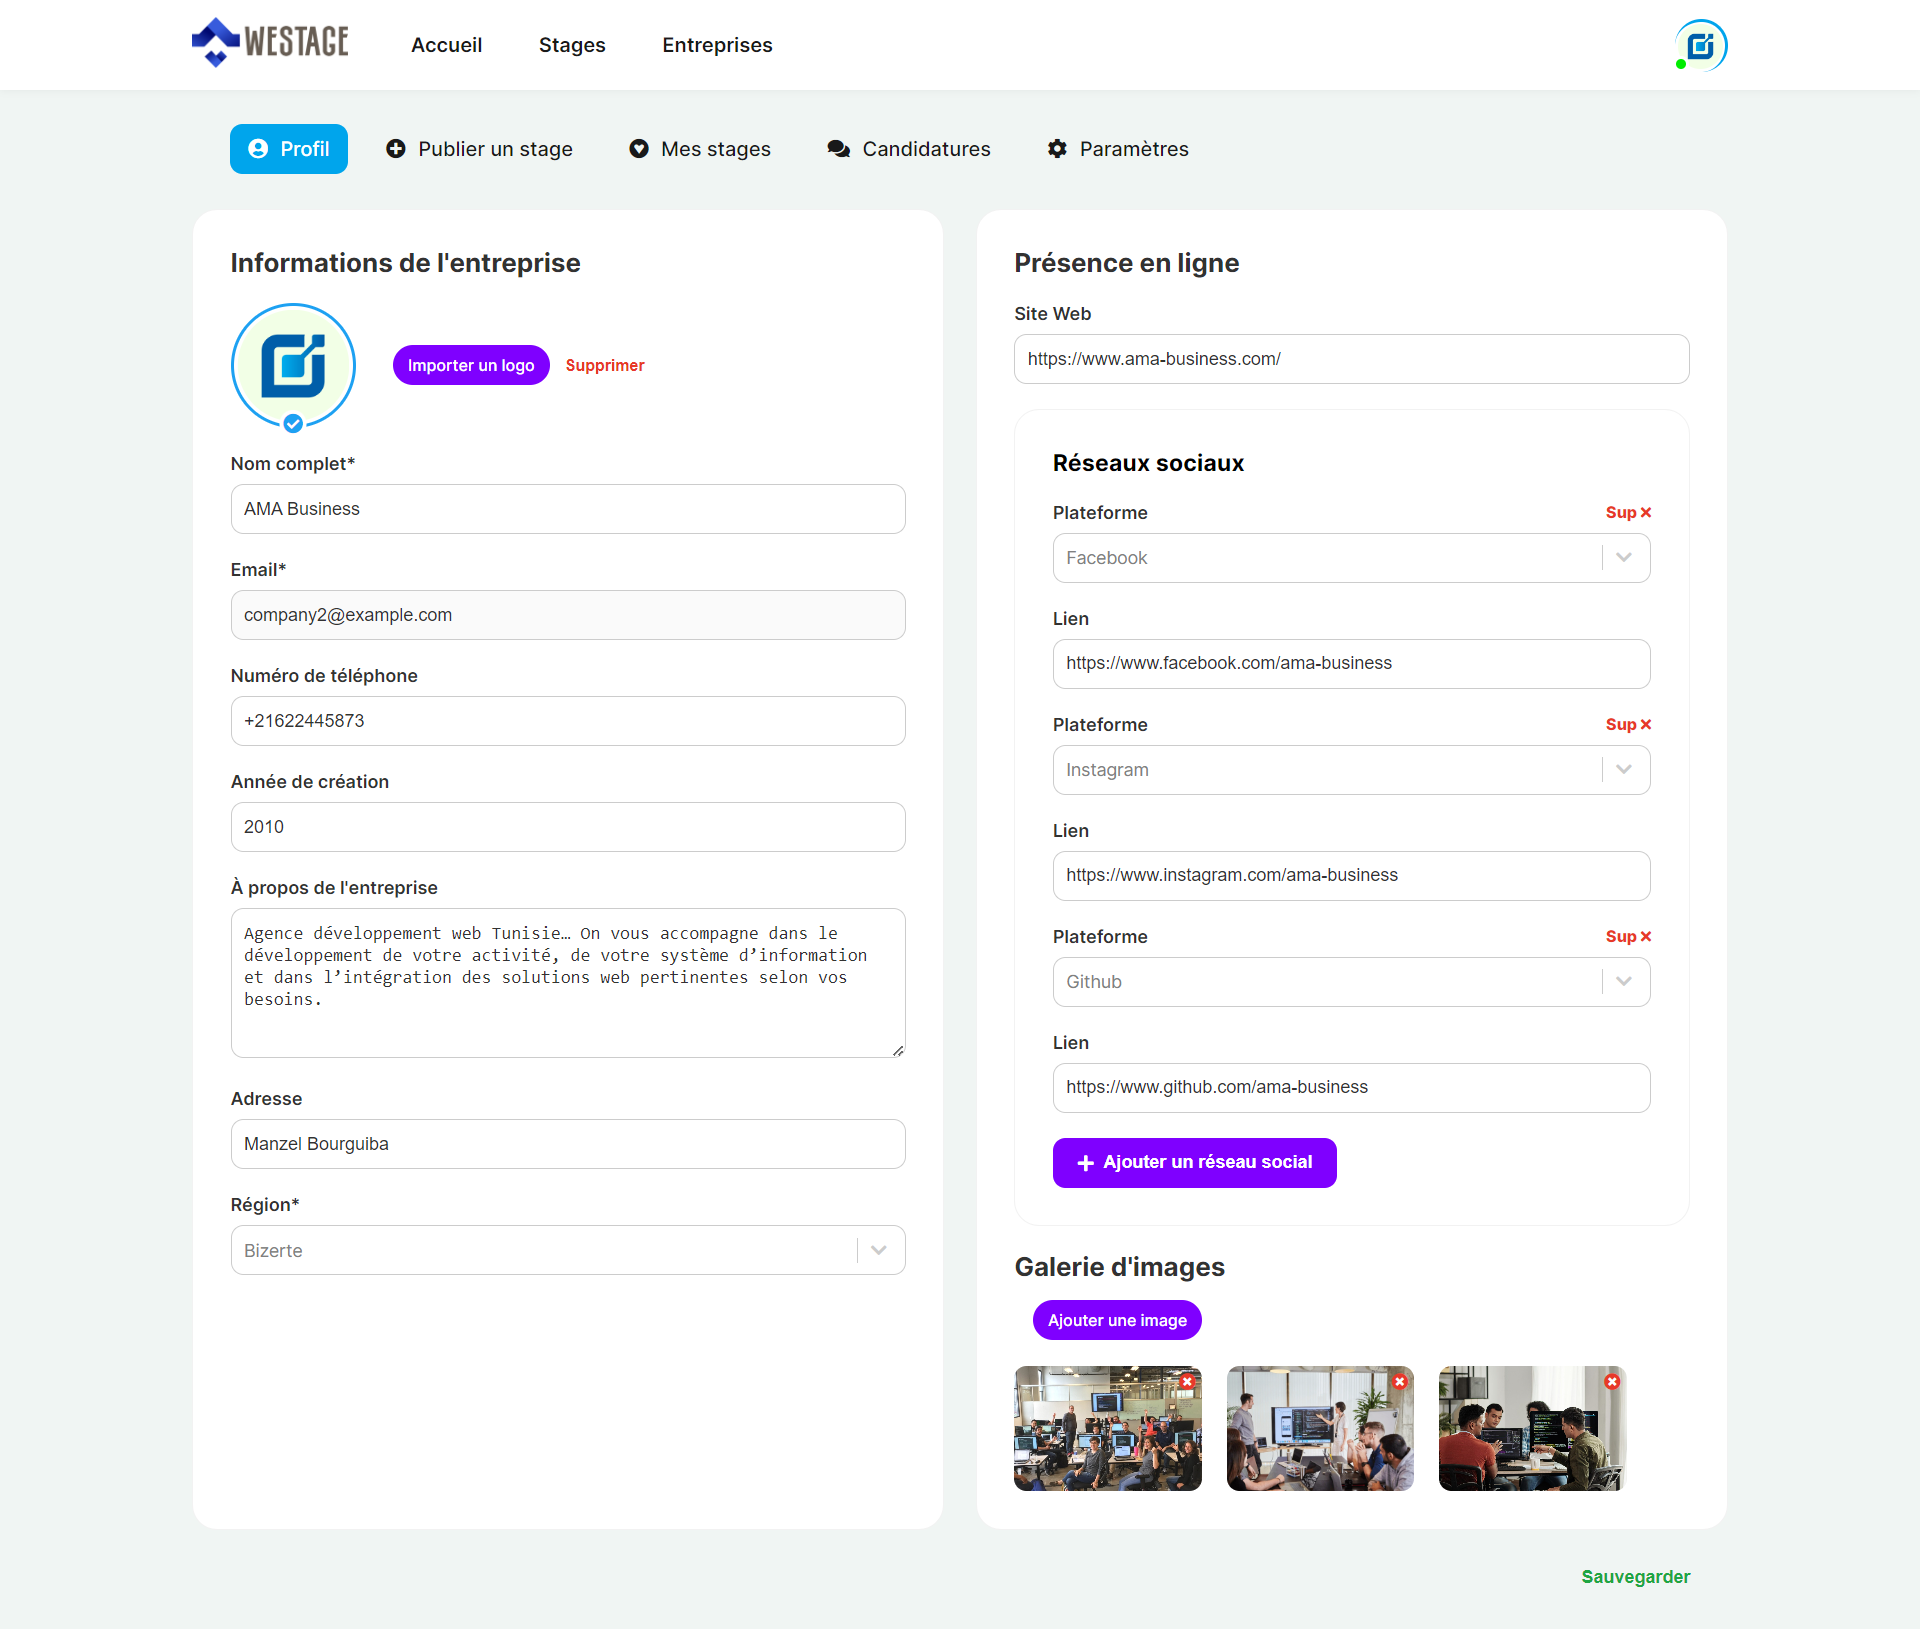 WESTAGE
Accueil
Stages
Entreprises
Profil
Publier un stage
Mes stages
Candidatures
Paramètres
Informations de l'entreprise
Importer un logo
Supprimer
Nom complet*
AMA Business
Email*
company2@example.com
Numéro de téléphone
+21622445873
Année de création
2010
À propos de l'entreprise
Agence développement web Tunisie… On vous accompagne dans le
développement de votre activité, de votre système d’information
et dans l’intégration des solutions web pertinentes selon vos
besoins.
Adresse
Manzel Bourguiba
Région*
Bizerte
Présence en ligne
Site Web
https://www.ama-business.com/
Réseaux sociaux
Plateforme
Sup
Facebook
Lien
https://www.facebook.com/ama-business
Plateforme
Sup
Instagram
Lien
https://www.instagram.com/ama-business
Plateforme
Sup
Github
Lien
https://www.github.com/ama-business
Ajouter un réseau social
Galerie d'images
Ajouter une image
Sauvegarder